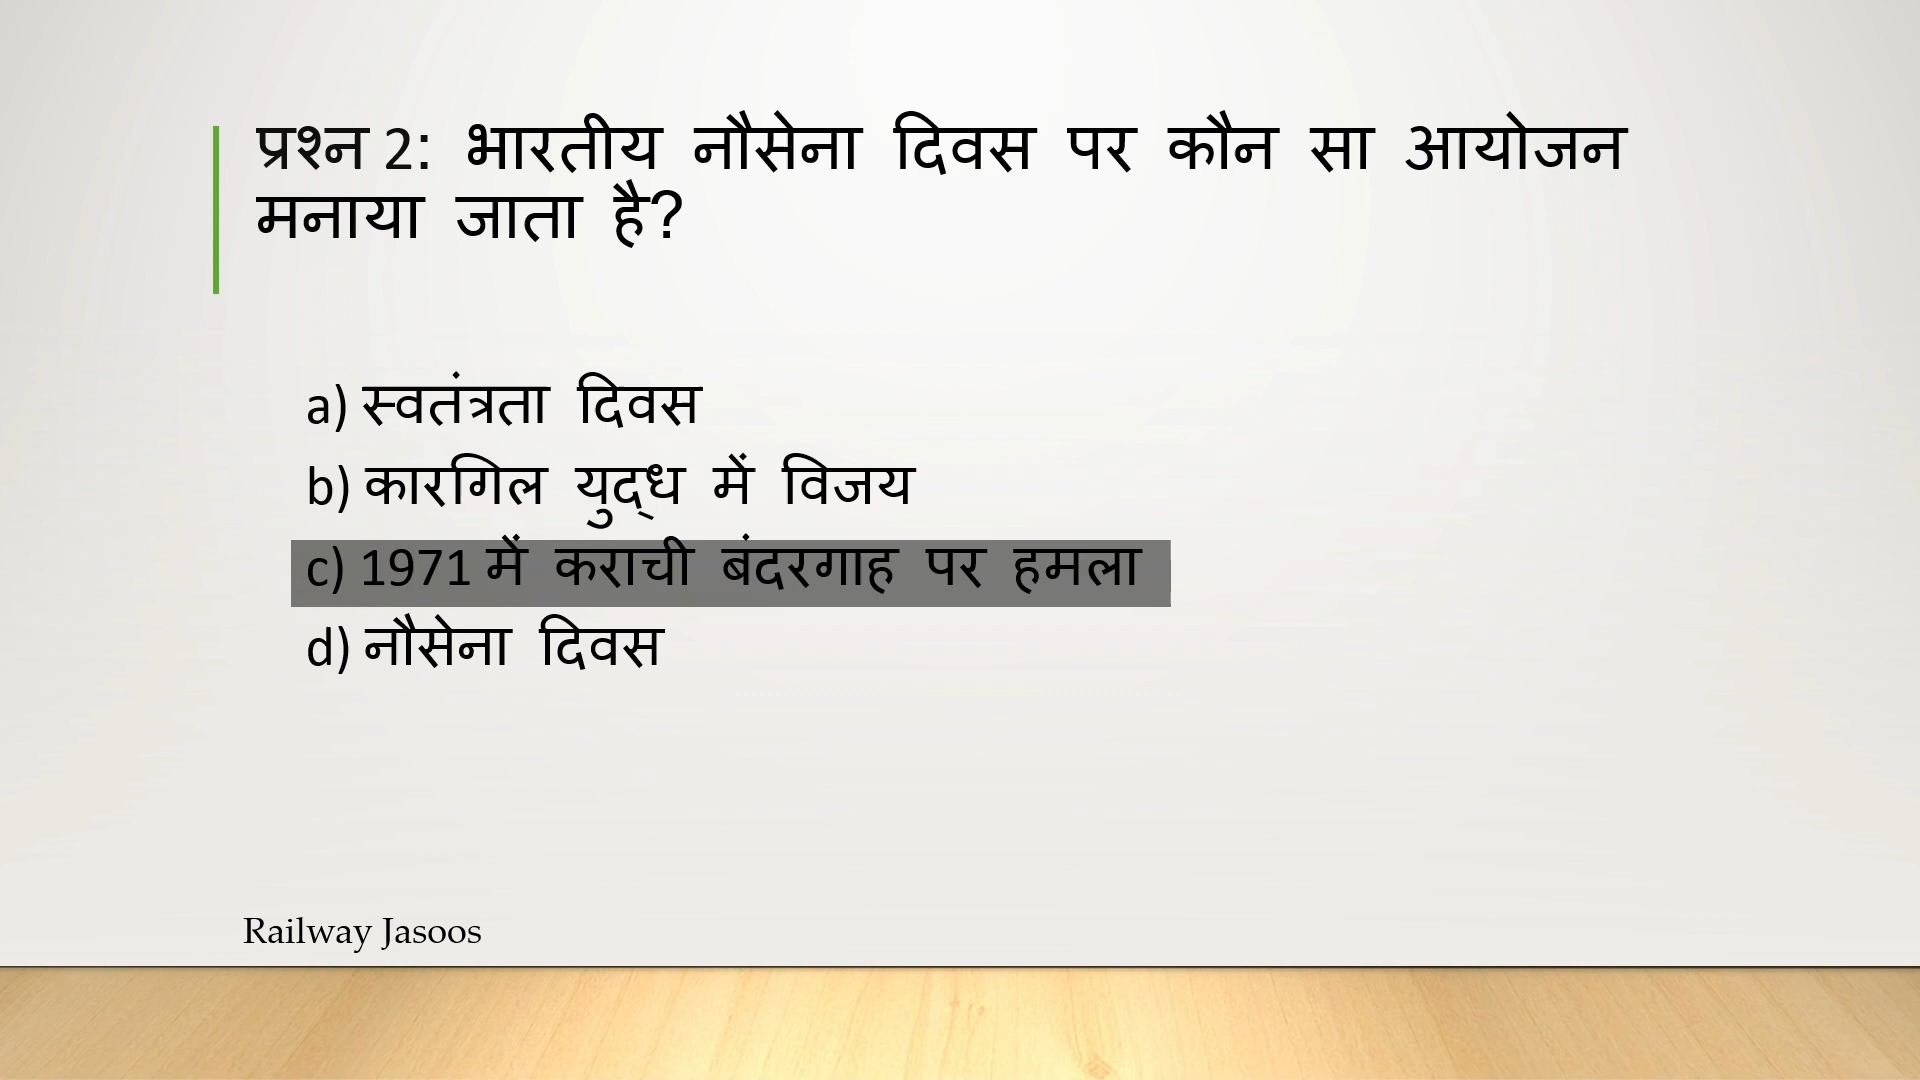 प्रश्न 2: भारतीय नौसेना दिवस पर कौन सा आयोजन
मनाया जाता है?
a) स्वतंत्रता दिवस
b) कारगिल युद्ध में विजय
c) 1971 में कराची बंदरगाह पर हमला
d) नौसेना दिवस
Railway Jasoos